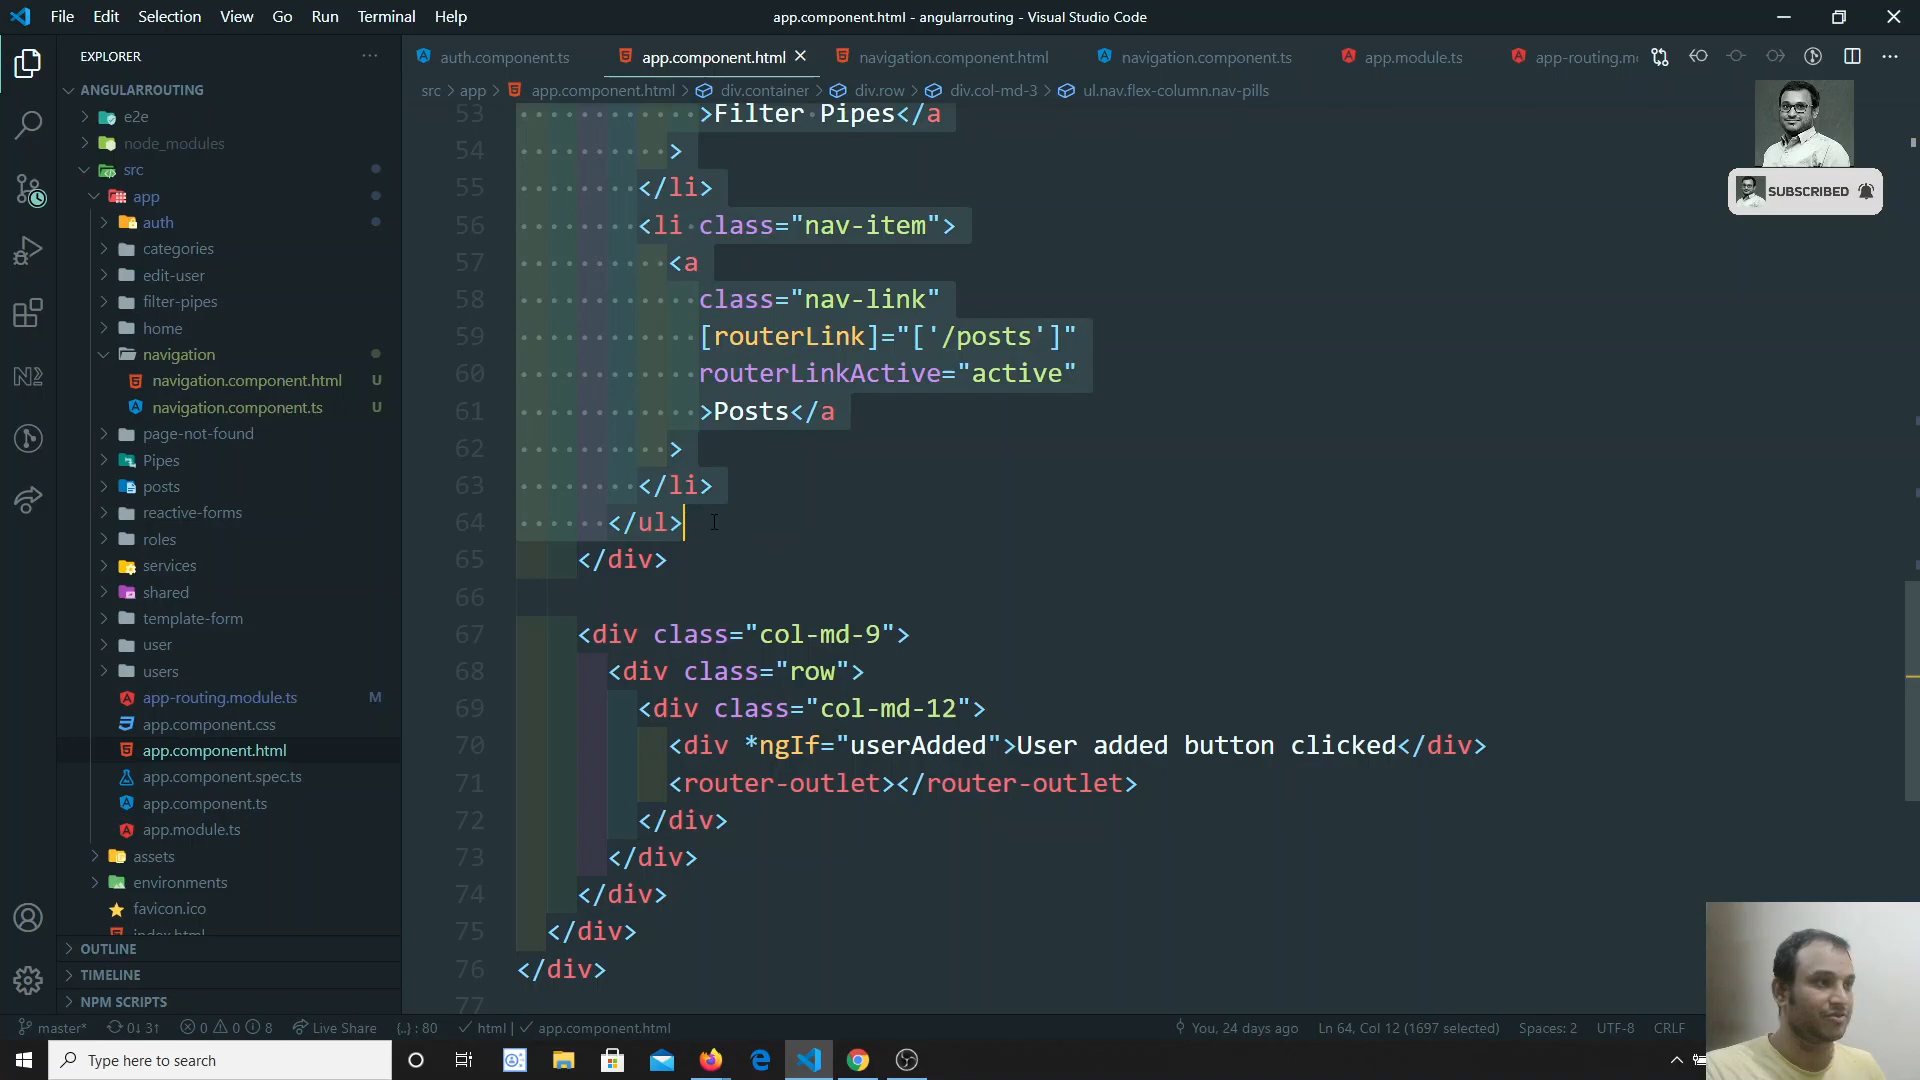 File Edit Selection View Go Run Terminal Help
app.component.html - angularrouting - Visual Studio Code
EXPLORER
auth.component.ts
app.component.html
navigation.component.html
navigation.component.ts
app.module.ts
app-routing.m
src > app > app.component.html > div.container > div.row > div.col-md-3 > ul.nav.flex-column.nav-pills
ANGULARROUTING
e2e
node_modules
src
app
auth
categories
edit-user
filter-pipes
home
navigation
navigation.component.html U
navigation.component.ts U
page-not-found
Pipes
posts
reactive-forms
roles
services
shared
template-form
user
users
app-routing.module.ts M
app.component.css
app.component.html
app.component.spec.ts
app.component.ts
app.module.ts
assets
environments
favicon.ico
index.html
OUTLINE
TIMELINE
NPM SCRIPTS
53 >Filter Pipes</a
54 >
55 </li>
56 <li class="nav-item">
57 <a
58 class="nav-link"
59 [routerLink]="['/posts']"
60 routerLinkActive="active"
61 >Posts</a
62 >
63 </li>
64 </ul>
65 </div>
66
67 <div class="col-md-9">
68 <div class="row">
69 <div class="col-md-12">
70 <div *ngIf="userAdded">User added button clicked</div>
71 <router-outlet></router-outlet>
72 </div>
73 </div>
74 </div>
75 </div>
76 </div>
77
SUBSCRIBED
master* 0↓ 3↑ 0 0 8 Live Share {..} : 80 html | app.component.html
You, 24 days ago Ln 64, Col 12 (1697 selected) Spaces: 2 UTF-8 CRLF
Type here to search